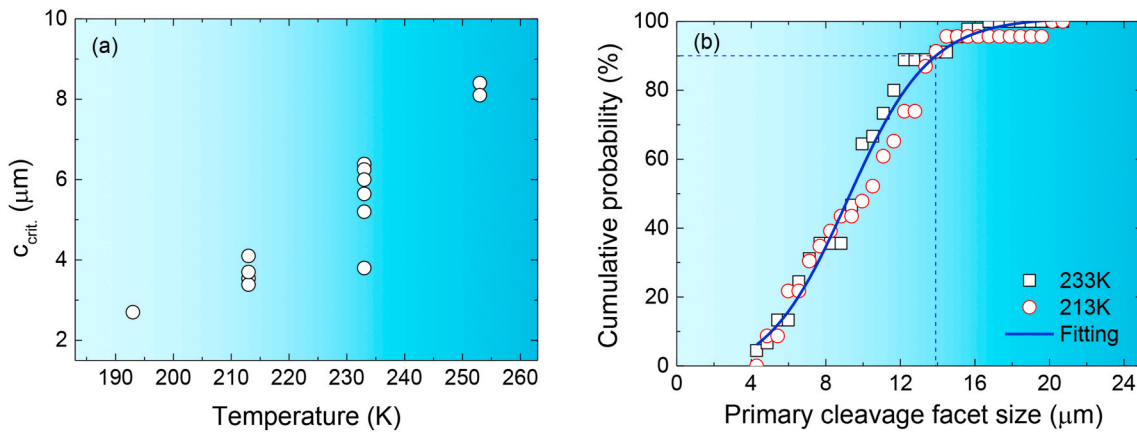 (a)
10
8
6
4
2
190 200 210 220 230 240 250 260
Temperature (K)
c_crit. (μm)
(b)
100
80
60
40
20
0
0 4 8 12 16 20 24
Primary cleavage facet size (μm)
Cumulative probability (%)
233K
213K
Fitting